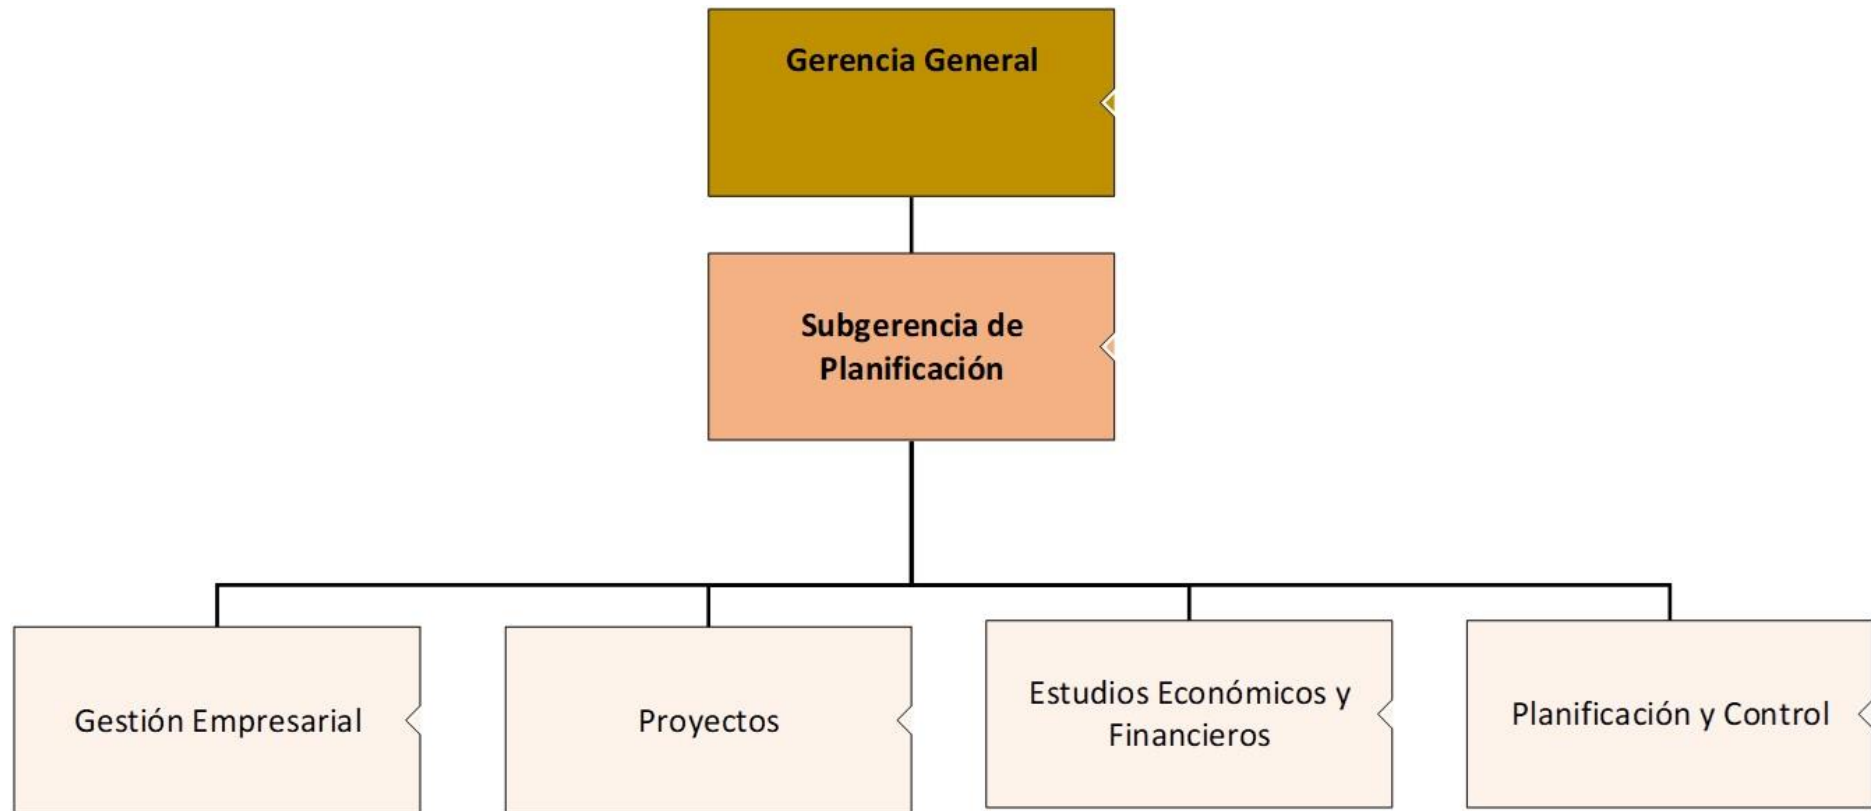 Gerencia General
Subgerencia de
Planificación
Gestión Empresarial
Proyectos
Estudios Económicos y
Financieros
Planificación y Control